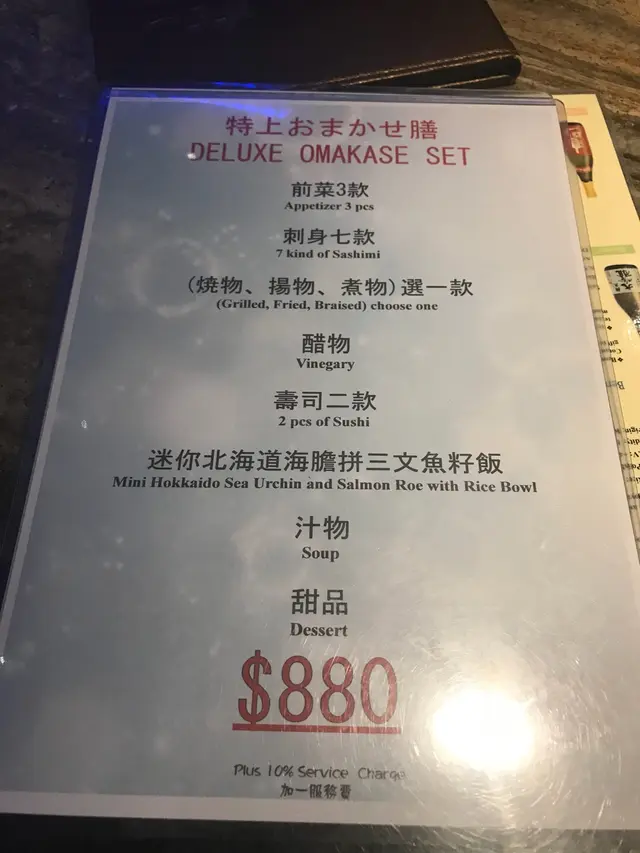 特上おまかせ膳
DELUXE OMAKASE SET
前菜3款
Appetizer 3 pcs
刺身七款
7 kind of Sashimi
(燒物、揚物、煮物)選一款
(Grilled, Fried, Braised) choose one
醋物
Vinegary
壽司二款
2 pcs of Sushi
迷你北海道海膽拼三文魚籽飯
Mini Hokkaido Sea Urchin and Salmon Roe with Rice Bowl
汁物
Soup
甜品
Dessert
$880
Plus 10% Service Charge
加一服務費